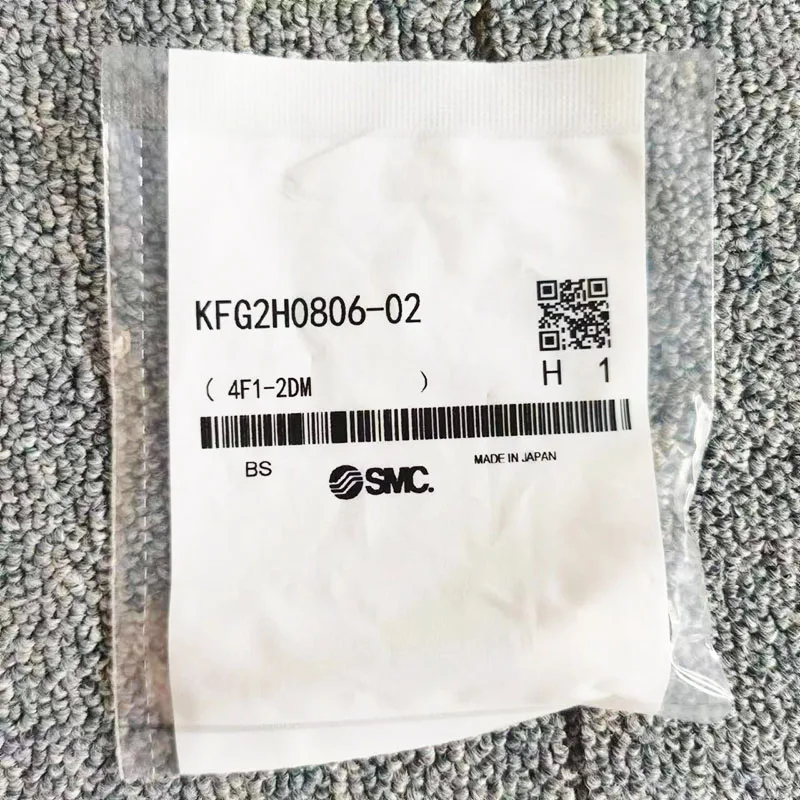 KFG2H0806-02
( 4F1-2DM )
H 1
BS
SMC.
MADE IN JAPAN